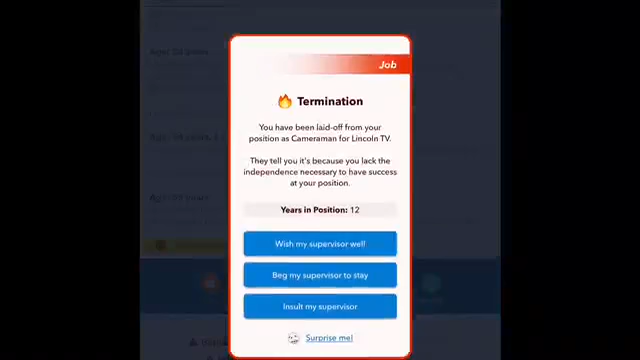 Job
🔥 Termination
You have been laid-off from your
position as Cameraman for Lincoln TV.
They tell you it's because you lack the
independence necessary to have success
at your position.
Years in Position: 12
Wish my supervisor well
Beg my supervisor to stay
Insult my supervisor
Surprise me!